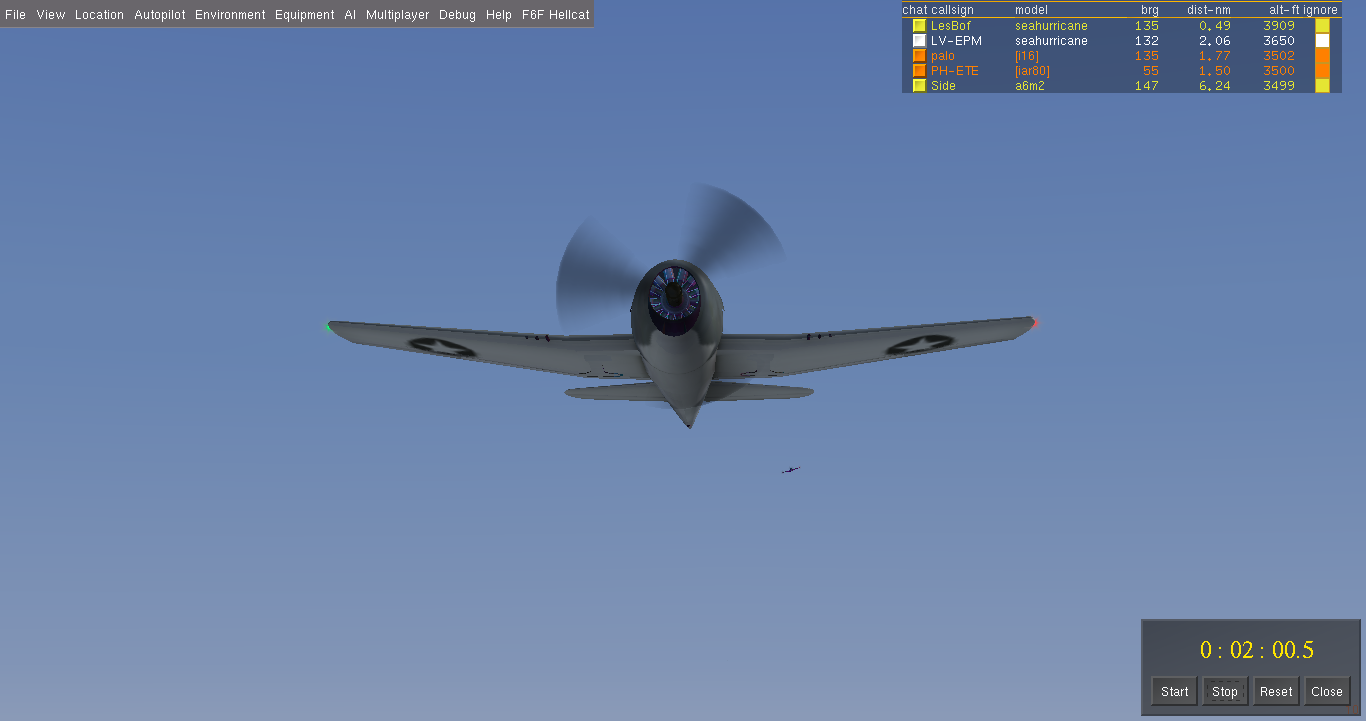 File View Location Autopilot Environment Equipment AI Multiplayer Debug Help F6F Hellcat
chat callsign model brg dist-nm alt-ft ignore
LesBof seahurricane 135 0.49 3909
LV-EPM seahurricane 132 2.06 3650
palo [i16] 135 1.77 3502
PH-ETE [iar80] 55 1.50 3500
Side a6m2 147 6.24 3499
0 : 02 : 00.5
Start Stop Reset Close